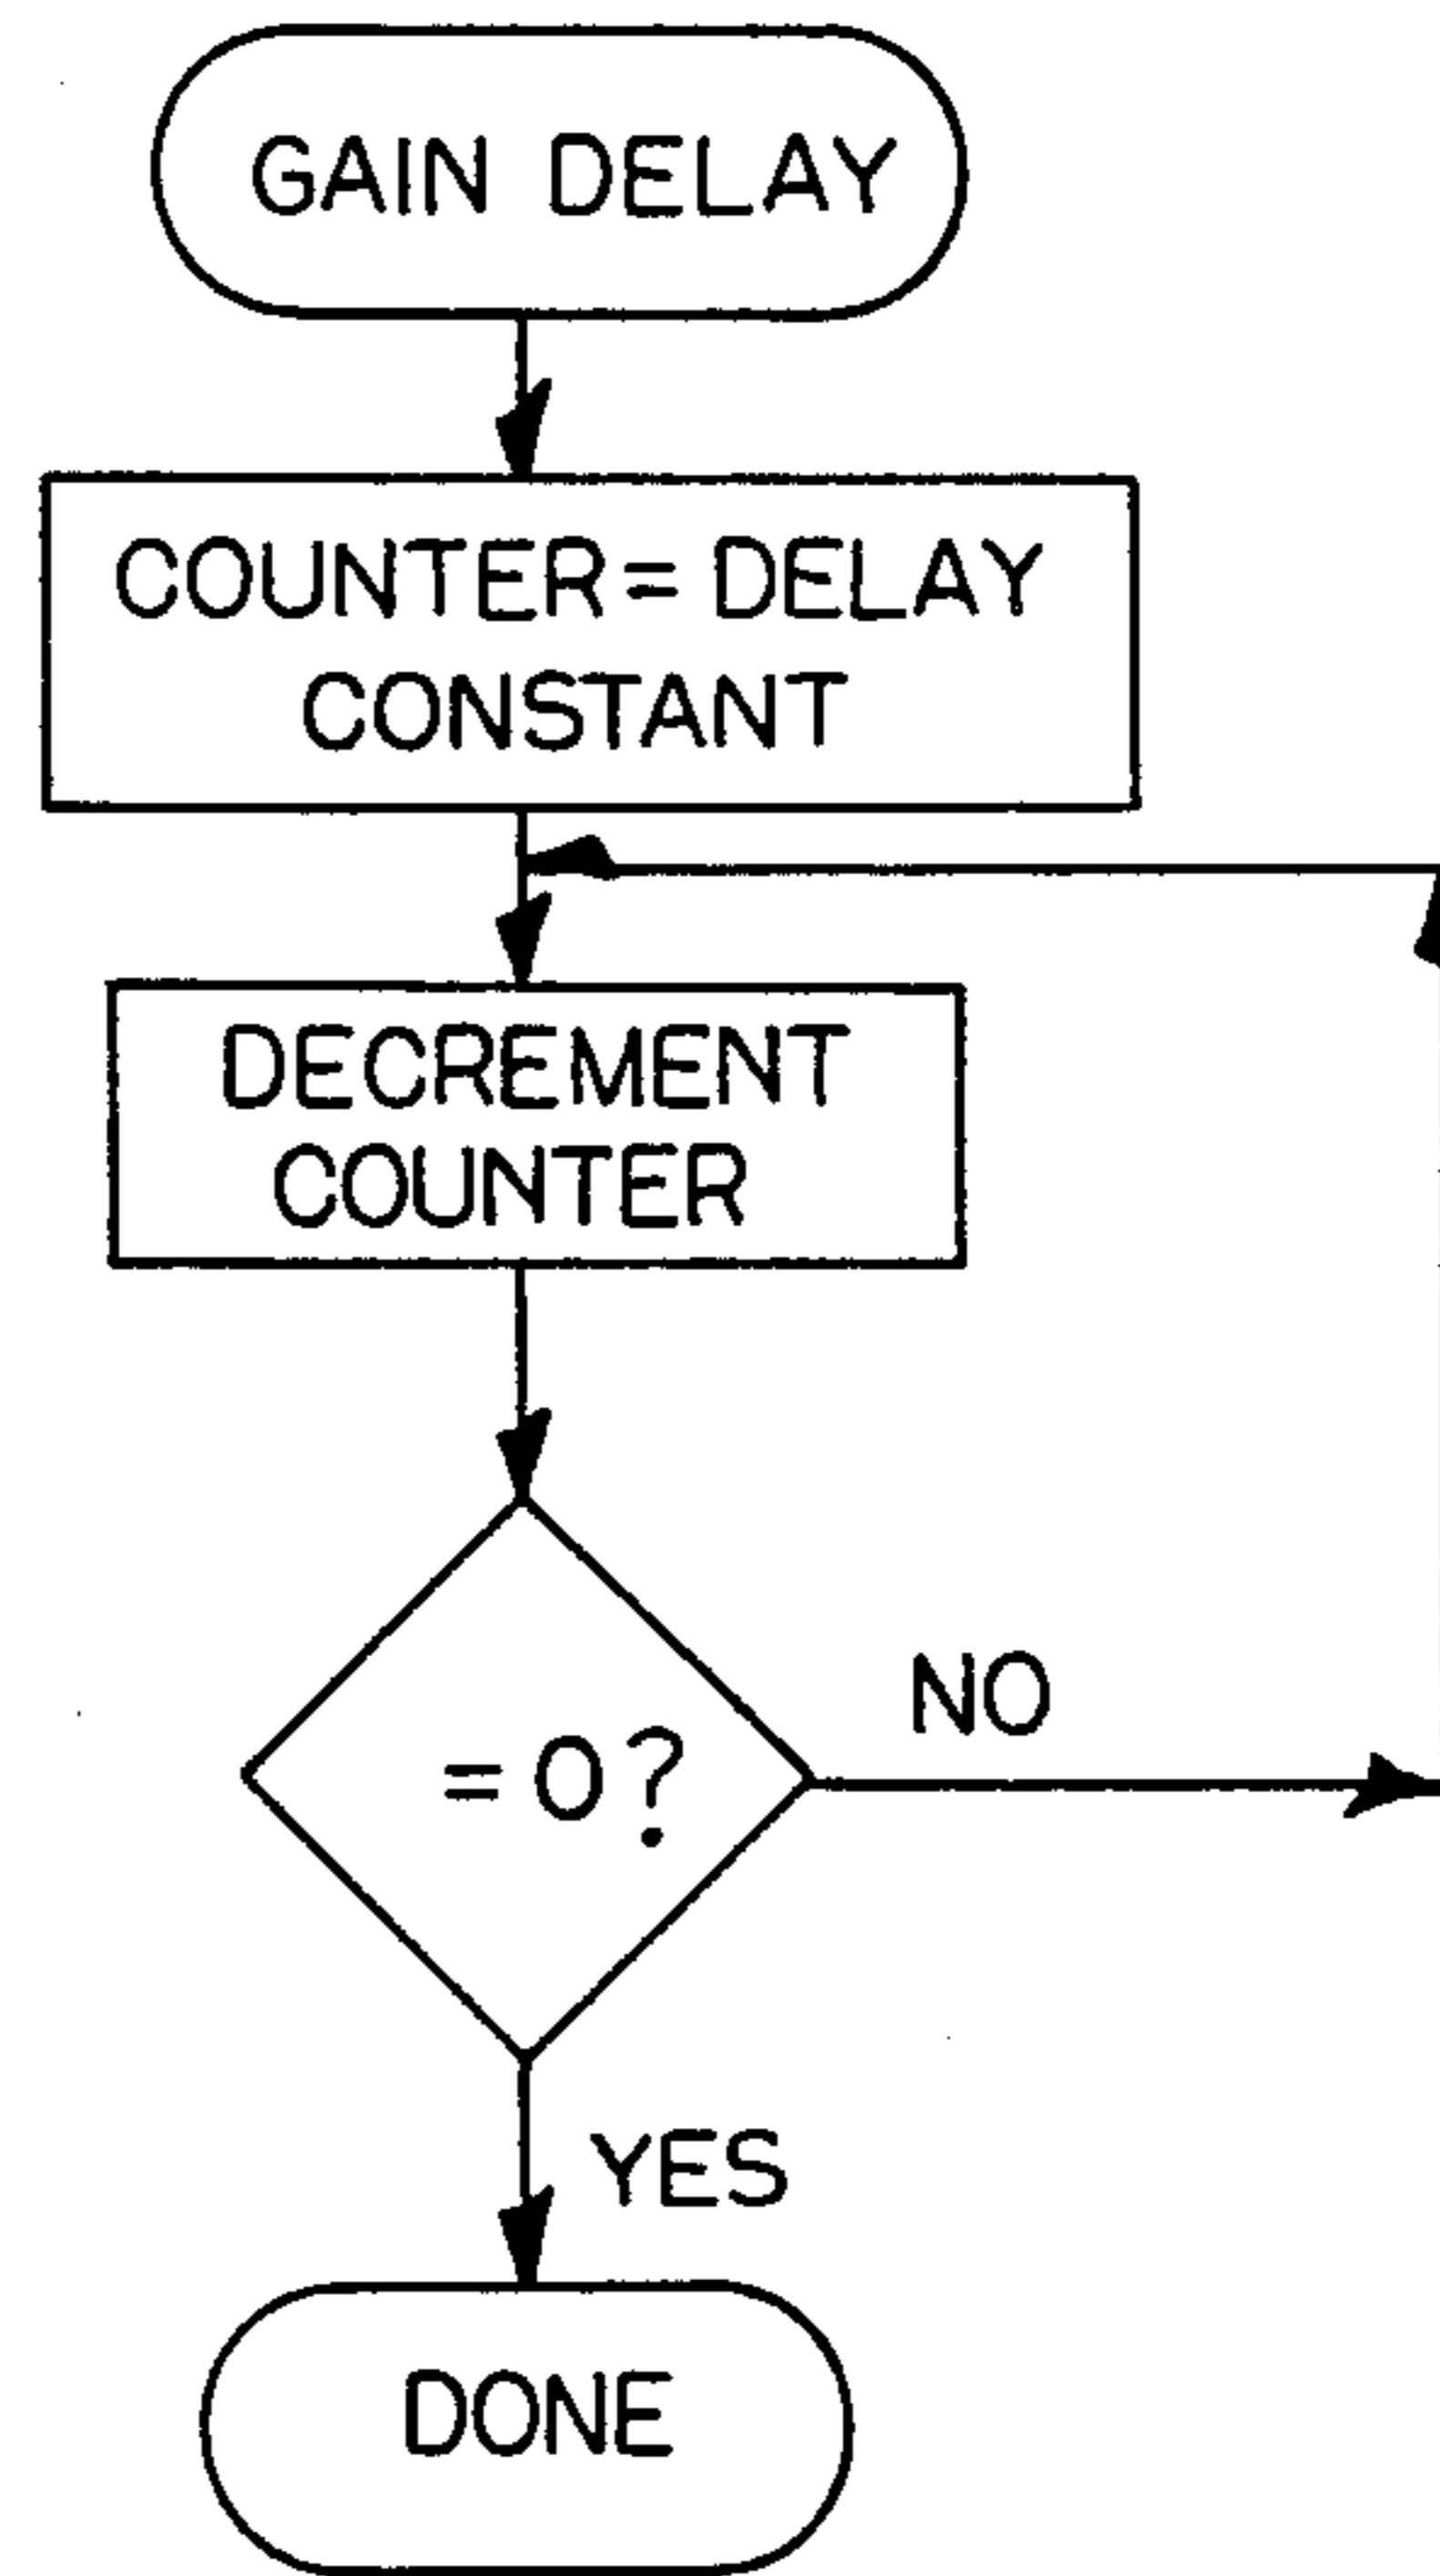 GAIN DELAY
COUNTER = DELAY
CONSTANT
DECREMENT
COUNTER
= 0?
NO
YES
DONE